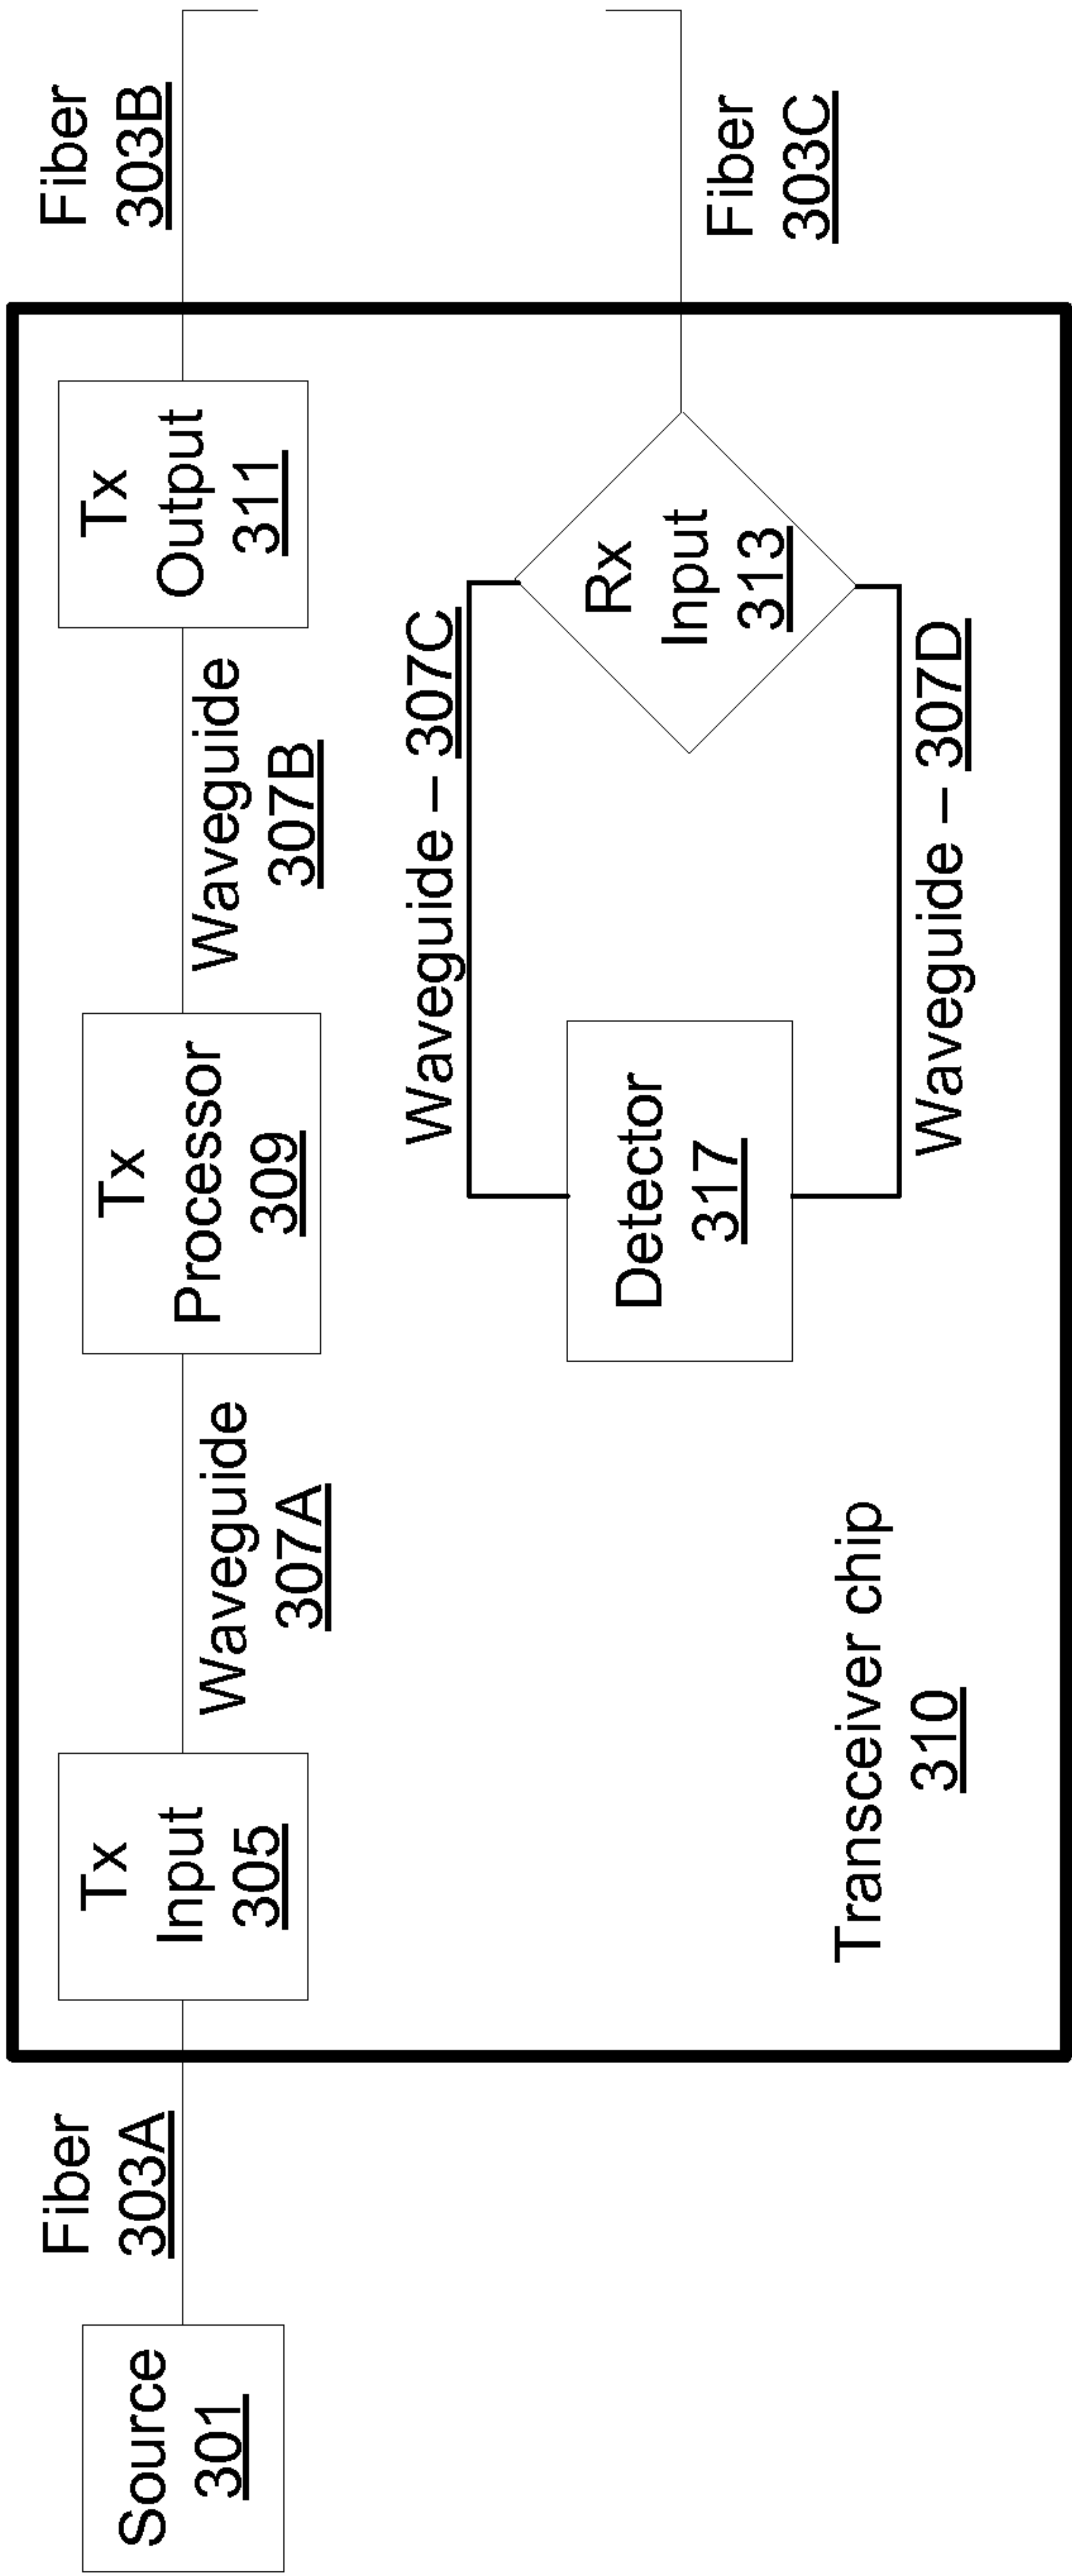 Source
301
Fiber
303A
Tx
Input
305
Waveguide
307A
Tx
Processor
309
Waveguide
307B
Tx
Output
311
Fiber
303B
Transceiver chip
310
Detector
317
Waveguide – 307C
Waveguide – 307D
Rx
Input
313
Fiber
303C